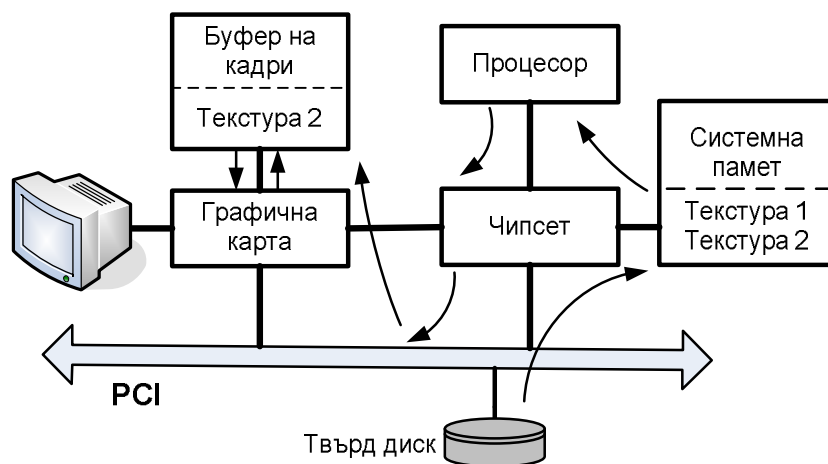 Буфер на
кадри
Текстура 2
Процесор
Системна
памет
Текстура 1
Текстура 2
Графична
карта
Чипсет
PCI
Твърд диск